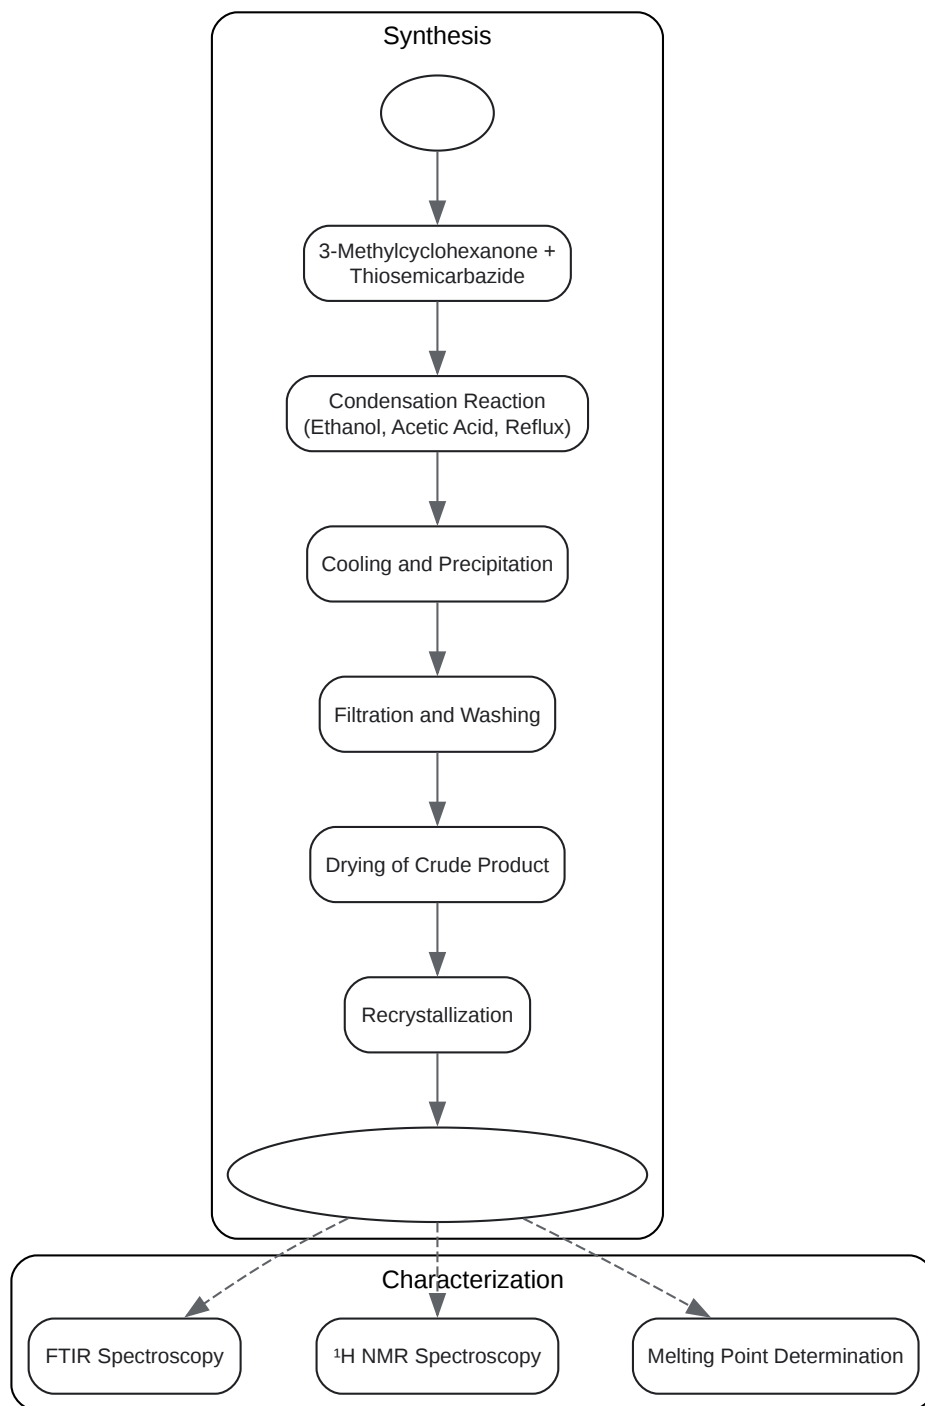 Synthesis
3-Methylcyclohexanone +
Thiosemicarbazide
Condensation Reaction
(Ethanol, Acetic Acid, Reflux)
Cooling and Precipitation
Filtration and Washing
Drying of Crude Product
Recrystallization
Characterization
FTIR Spectroscopy
¹H NMR Spectroscopy
Melting Point Determination